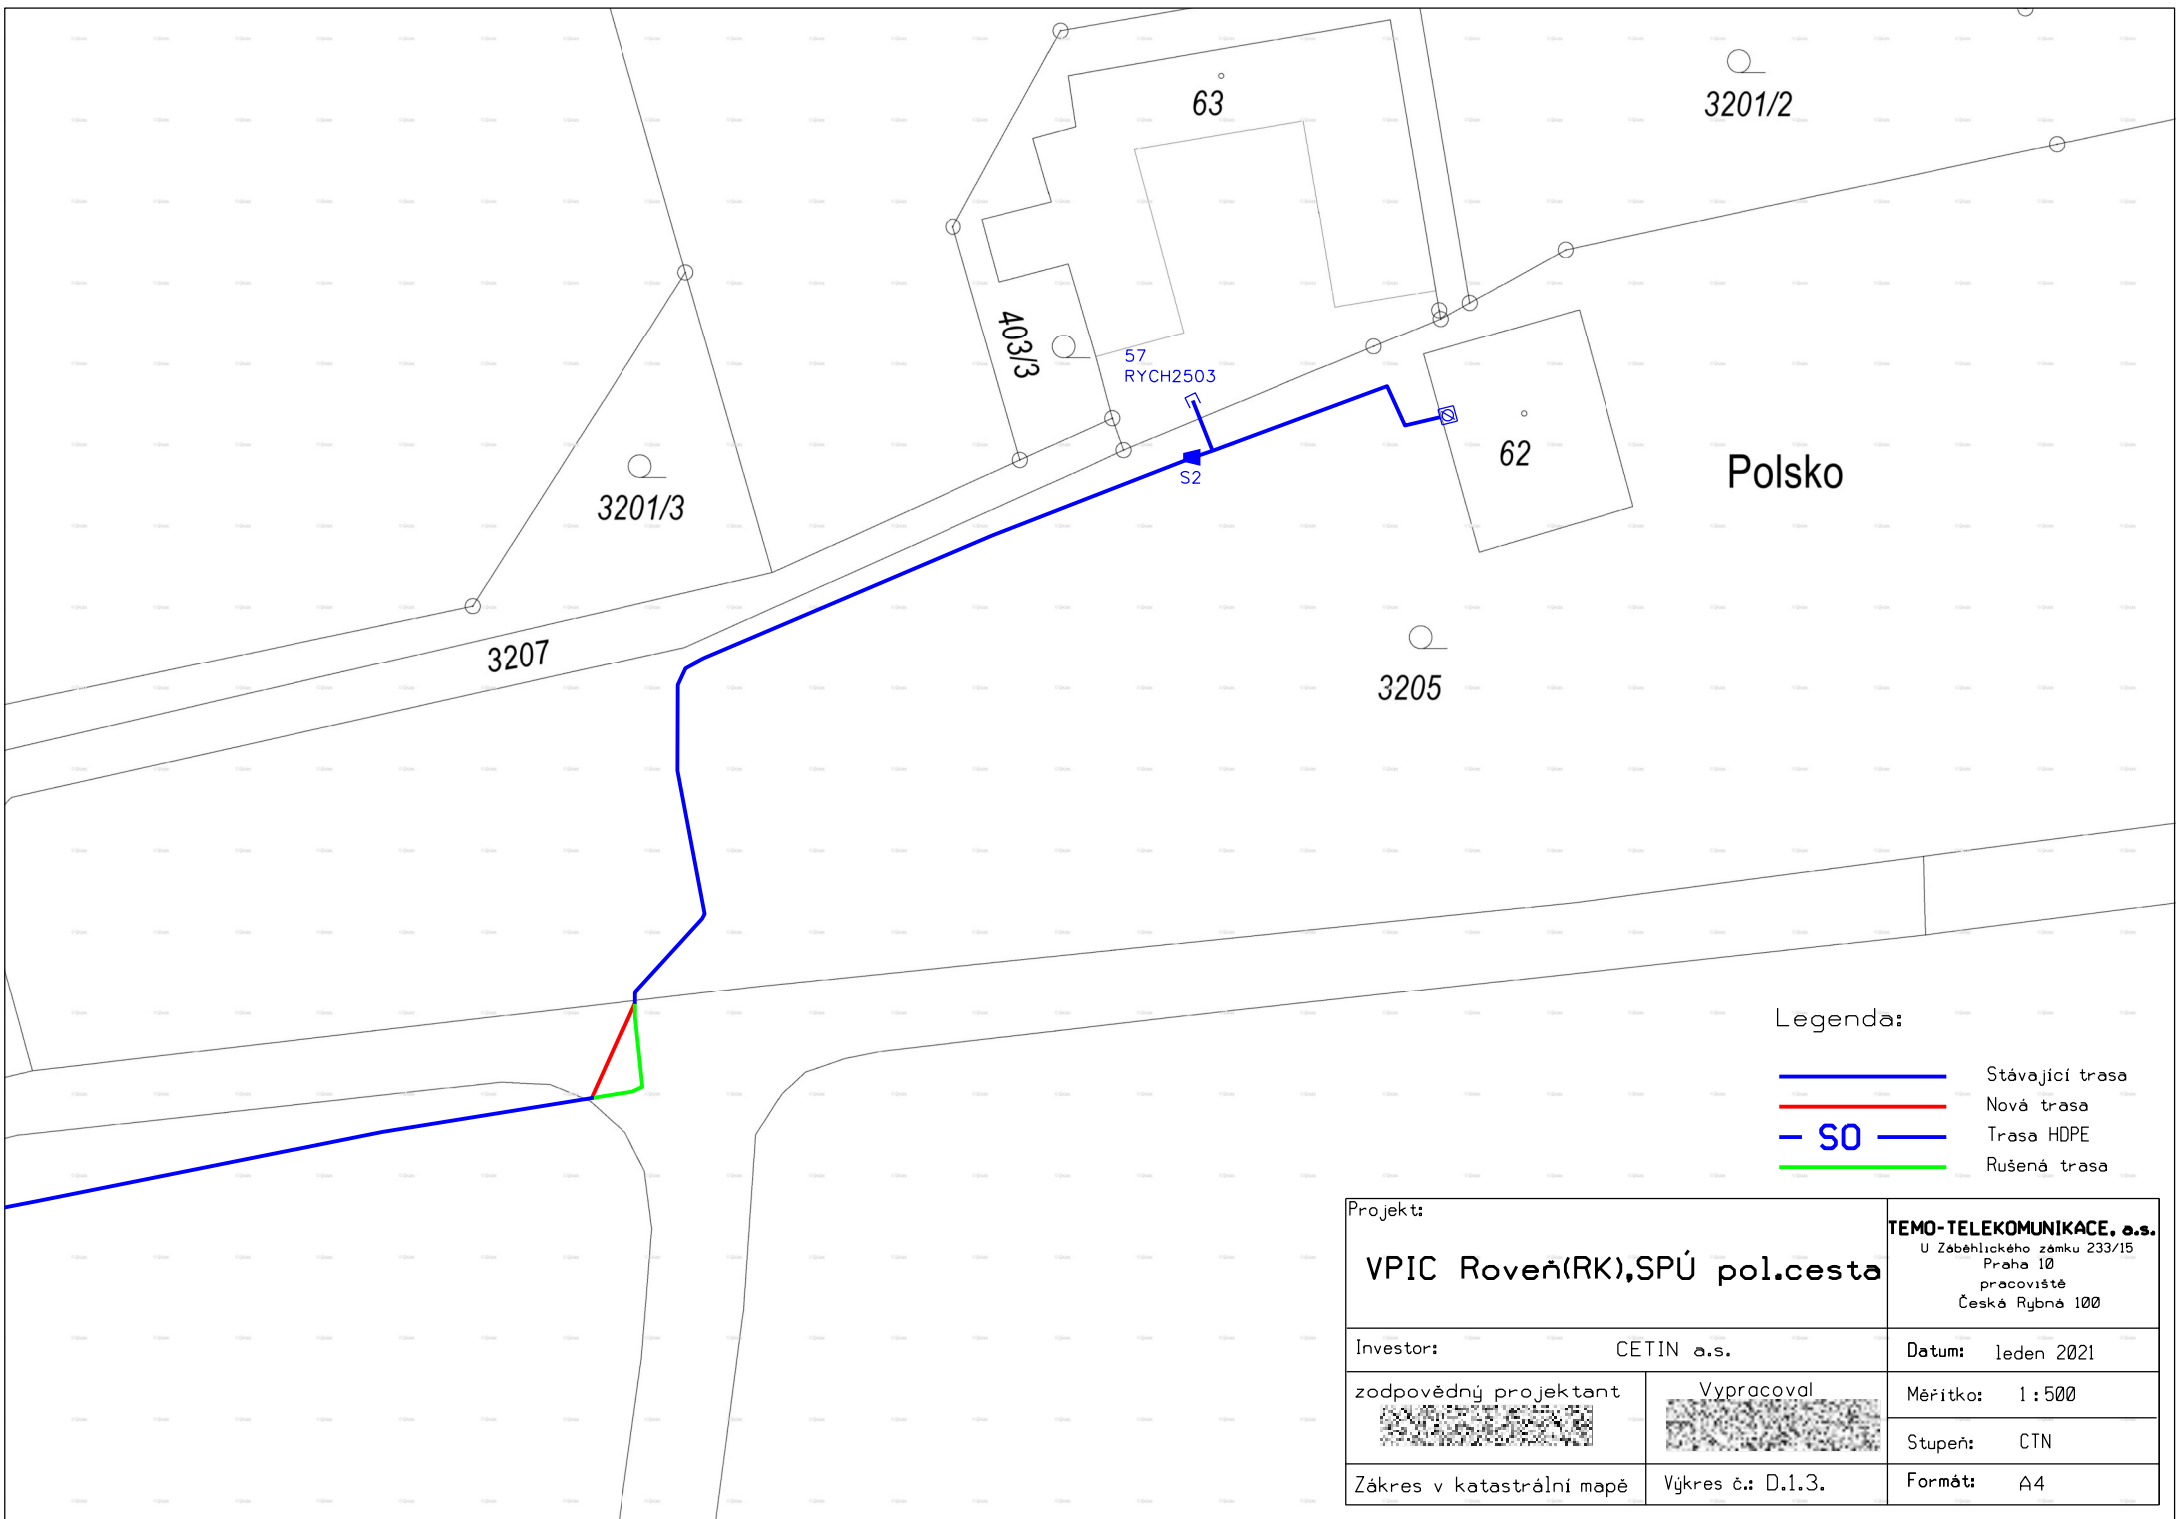 63
3201/2
403/3
57
RYCH2503
S2
62
Polsko
3201/3
3207
3205
Legenda:
Stávající trasa
Nová trasa
SO Trasa HDPE
Rušená trasa
Projekt:
VPIC Roveň(RK),SPÚ pol.cesta
TEMO-TELEKOMUNIKACE, a.s.
U Záběhlického zámku 233/15
Praha 10
pracoviště
Česká Rybná 100
Investor: CETIN a.s.
Datum: leden 2021
zodpovědný projektant
Vypracoval
Měřítko: 1:500
Stupeň: CTN
Zákres v katastrální mapě
Výkres č.: D.1.3.
Formát: A4